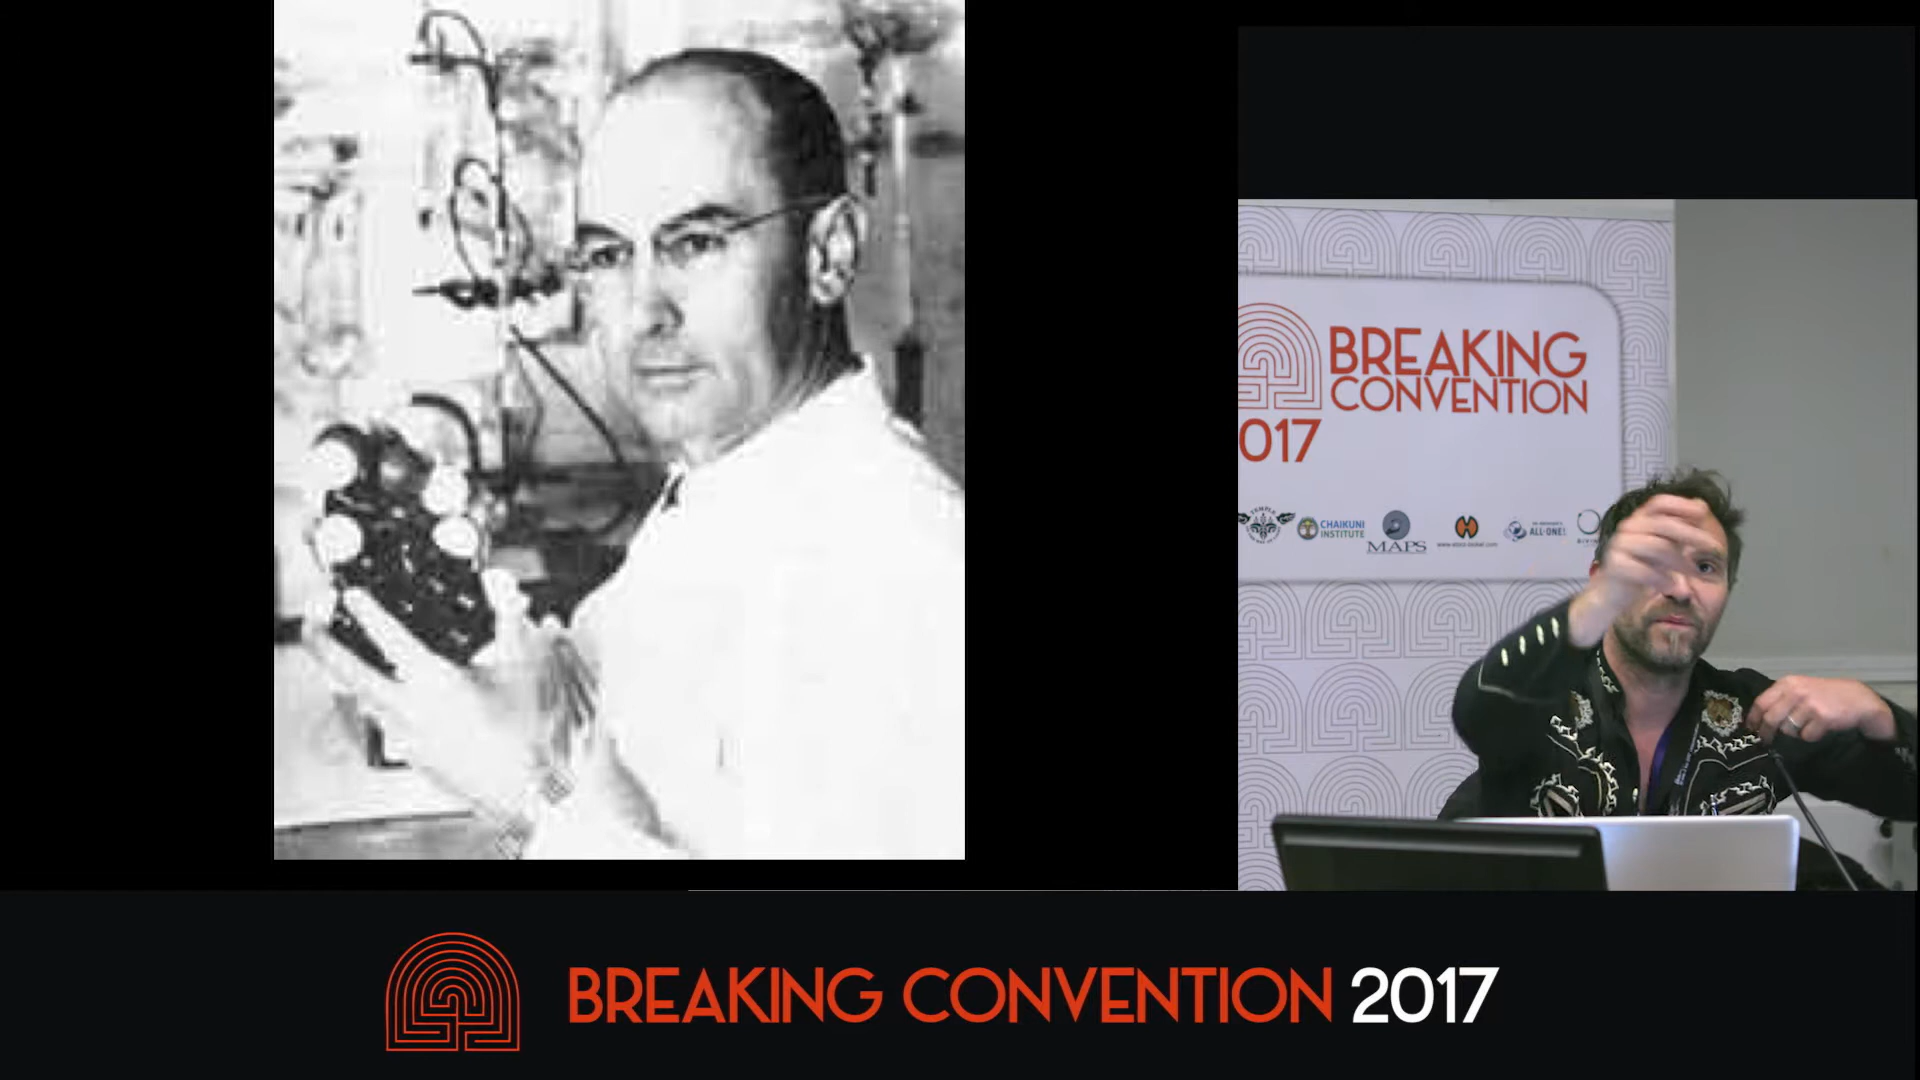 BREAKING
CONVENTION
017
CHAIKUNI
INSTITUTE
MAPS
ALL-ONE!
BREAKING CONVENTION 2017